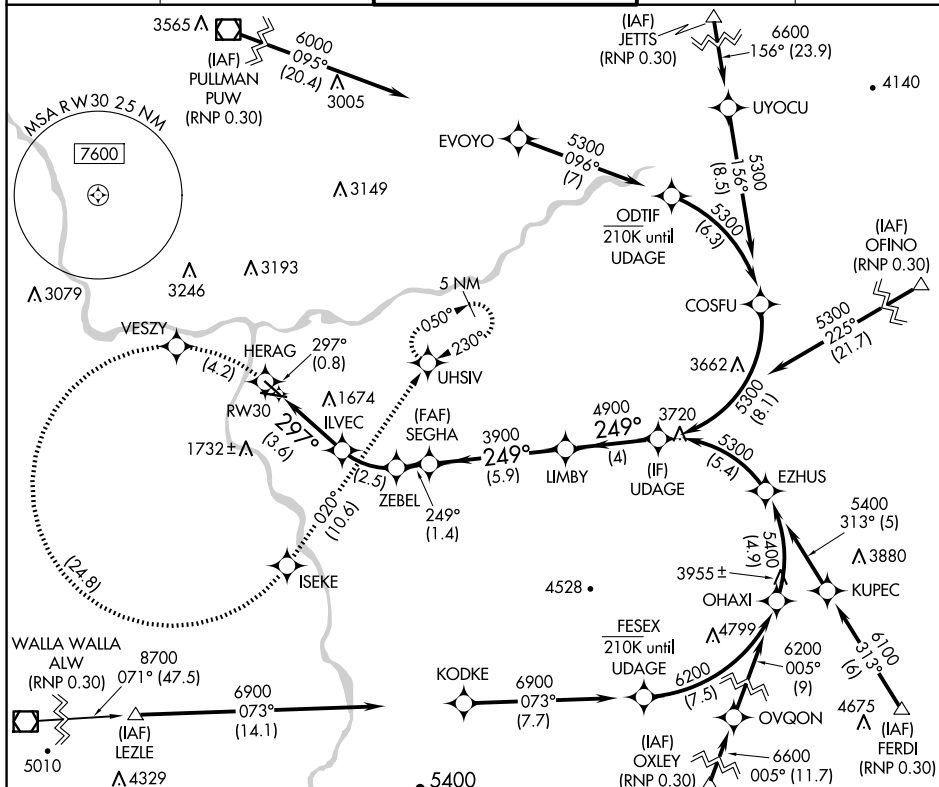 3565
(IAF)
PULLMAN
PUW
(RNP 0.30)
6000
095°
(20.4)
3005
(IAF)
JETTS
(RNP 0.30)
6600
156° (23.9)
4140
UYOCU
MSA RW30 25 NM
7600
EVOYO
5300
096°
(7)
5300
156°
(8.5)
3149
ODTIF
210K until
UDAGE
5300
(6.3)
(IAF)
OFINO
(RNP 0.30)
3193
3246
3079
5 NM
050°
230°
COSFU
5300
225°
(21.7)
VESZY
(4.2)
HERAG
297°
(0.8)
UHSIV
3662
5300
(8.1)
RW30
1674
ILVEC
297°
(3.6)
1732±
(FAF)
SEGHA
3900
249°
(5.9)
4900
249°
(4)
3720
5300
(5.4)
(2.5)
ZEBEL
249°
(1.4)
LIMBY
(IF)
UDAGE
EZHUS
5400
313° (5)
020°
(10.6)
5400
(4.9)
3880
(24.8)
ISEKE
4528
3955±
OHAXI
KUPEC
WALLA WALLA
ALW
(RNP 0.30)
8700
071° (47.5)
FESEX
210K until
UDAGE
4799
6200
005°
(9)
6100
313°
(6)
KODKE
6900
073°
(14.1)
6900
073°
(7.7)
6200
(7.5)
OVQON
4675
(IAF)
LEZLE
(IAF)
OXLEY
(RNP 0.30)
6600
005° (11.7)
(IAF)
FERDI
(RNP 0.30)
5010
4329
5400